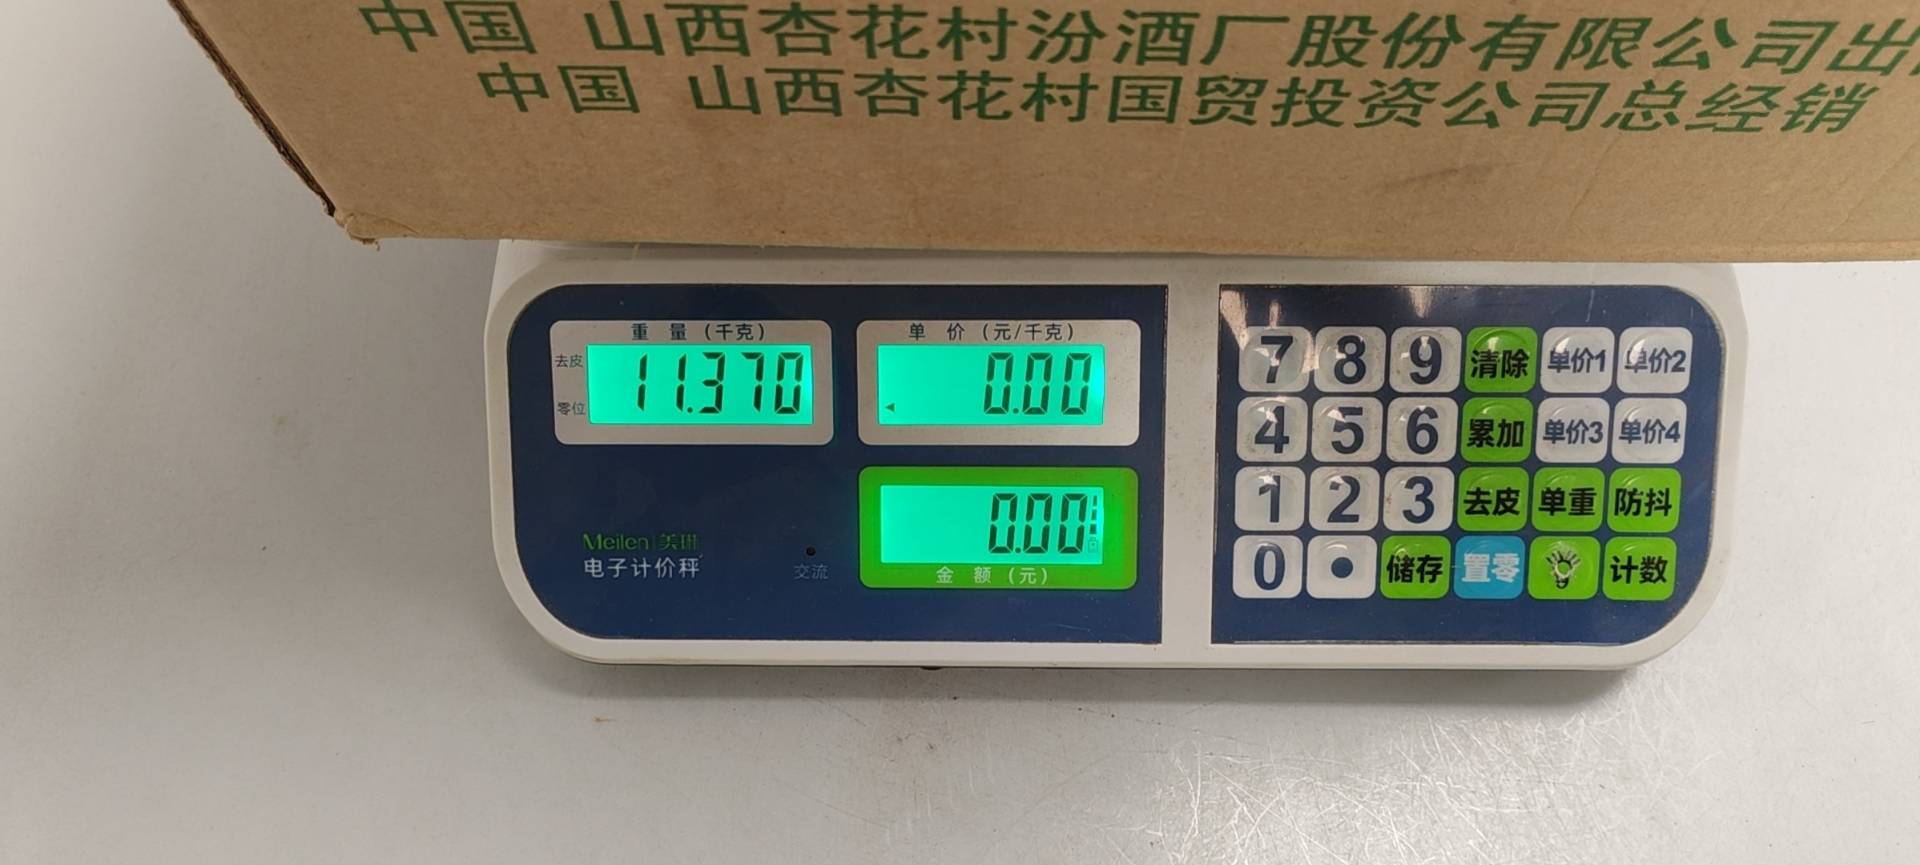 中国 山西杏花村汾酒厂股份有限公司出
中国 山西杏花村国贸投资公司总经销
重 量 (千克)
去皮
零位
11.370
单 价 (元/千克)
0.00
0.00
金 额 (元)
Meilen 美琳
电子计价秤
交流
7 8 9 清除 单价1 单价2
4 5 6 累加 单价3 单价4
1 2 3 去皮 单重 防抖
0 • 储存 置零 计数